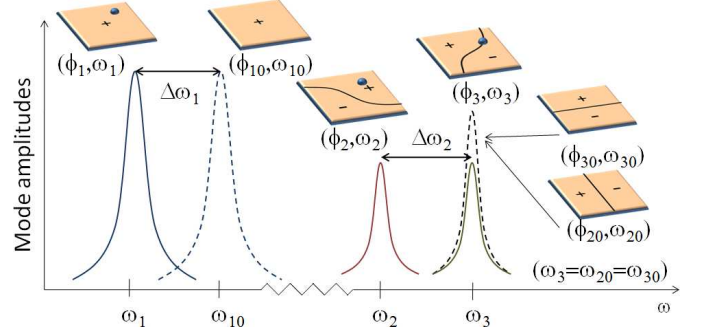 (ϕ₁,ω₁)
(ϕ₁₀,ω₁₀)
Δω₁
(ϕ₂,ω₂)
(ϕ₃,ω₃)
Δω₂
(ϕ₃₀,ω₃₀)
(ϕ₂₀,ω₂₀)
(ω₃=ω₂₀=ω₃₀)
Mode amplitudes
ω₁
ω₁₀
ω₂
ω₃
ω
+
+
+
−
+
−
+
−
+
−